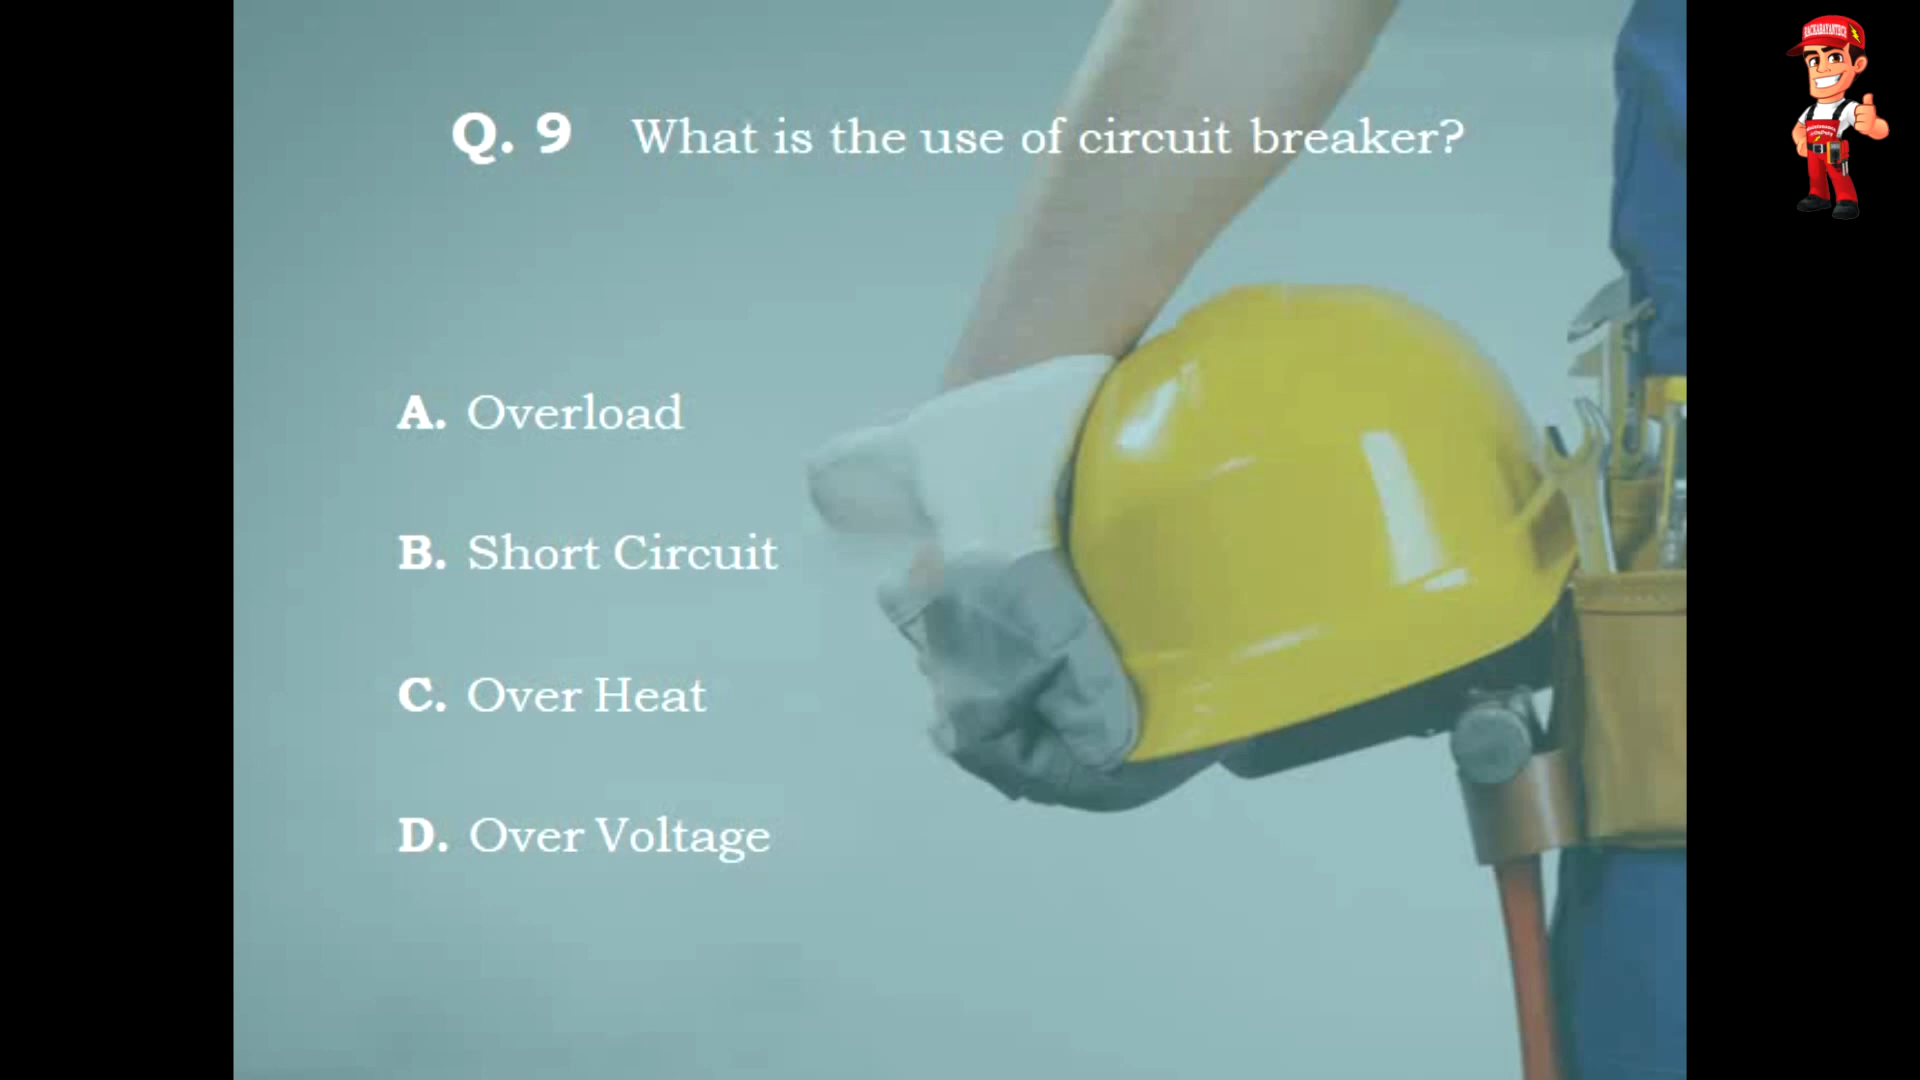 Q. 9 What is the use of circuit breaker?
A. Overload
B. Short Circuit
C. Over Heat
D. Over Voltage